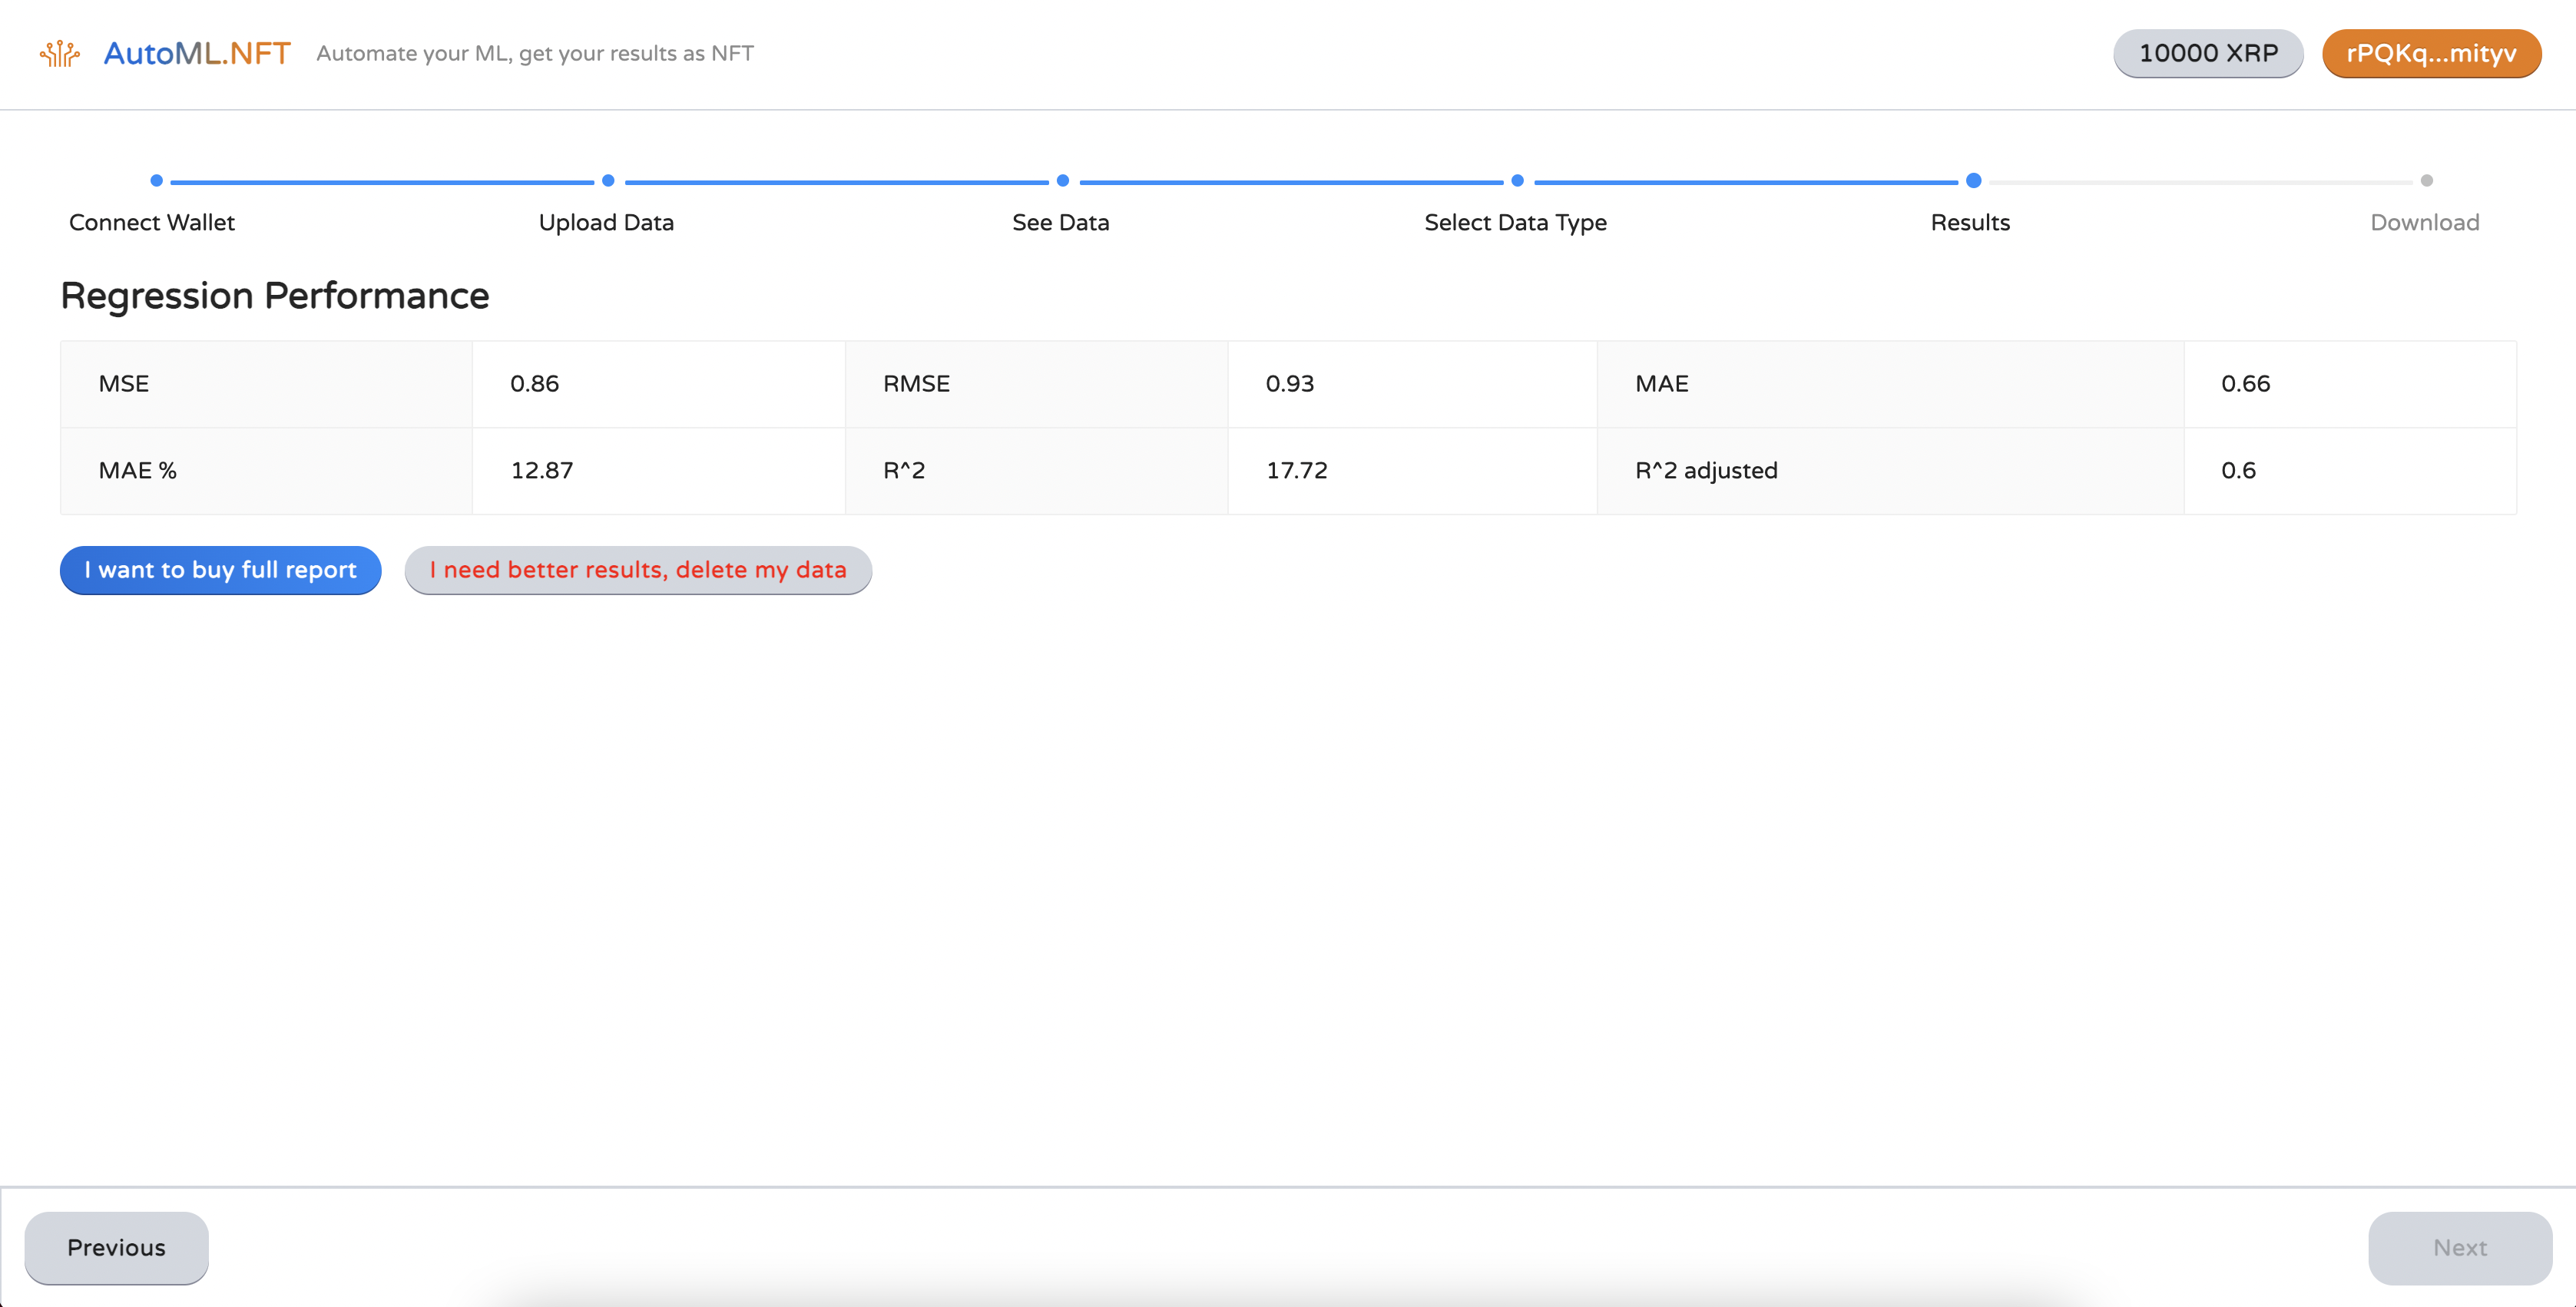 AutoML.NFT Automate your ML, get your results as NFT 10000 XRP rPQKq...mityv
Connect Wallet Upload Data See Data Select Data Type Results Download
Regression Performance
MSE 0.86 RMSE 0.93 MAE 0.66
MAE % 12.87 R^2 17.72 R^2 adjusted 0.6
I want to buy full report I need better results, delete my data
Previous Next